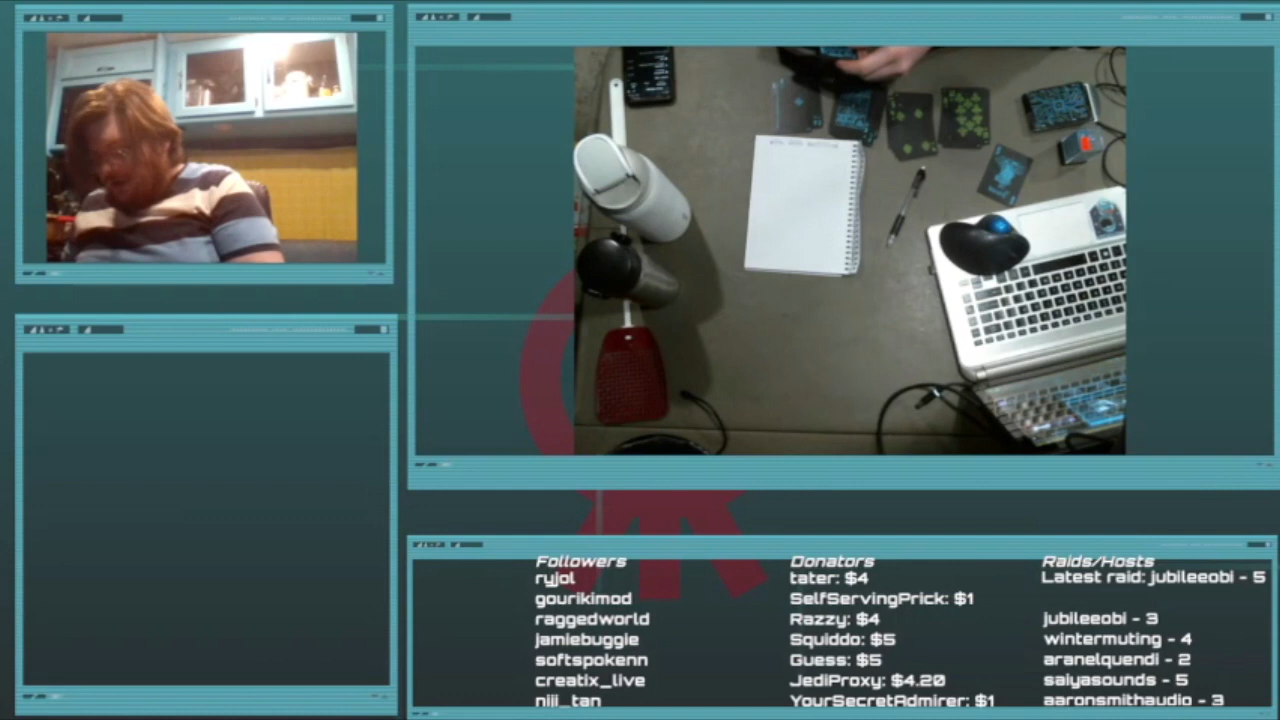 Followers
ryjol
gourikimod
raggedworld
jamiebuggie
softspokenn
creatix_live
niji_tan
Donators
tater: $4
SelfServingPrick: $1
Razzy: $4
Squiddo: $5
Guess: $5
JediProxy: $4.20
YourSecretAdmirer: $1
Raids/Hosts
Latest raid: jubileeobi - 5
jubileeobi - 3
wintermuting - 4
aranelquendi - 2
saiyasounds - 5
aaronsmithaudio - 3